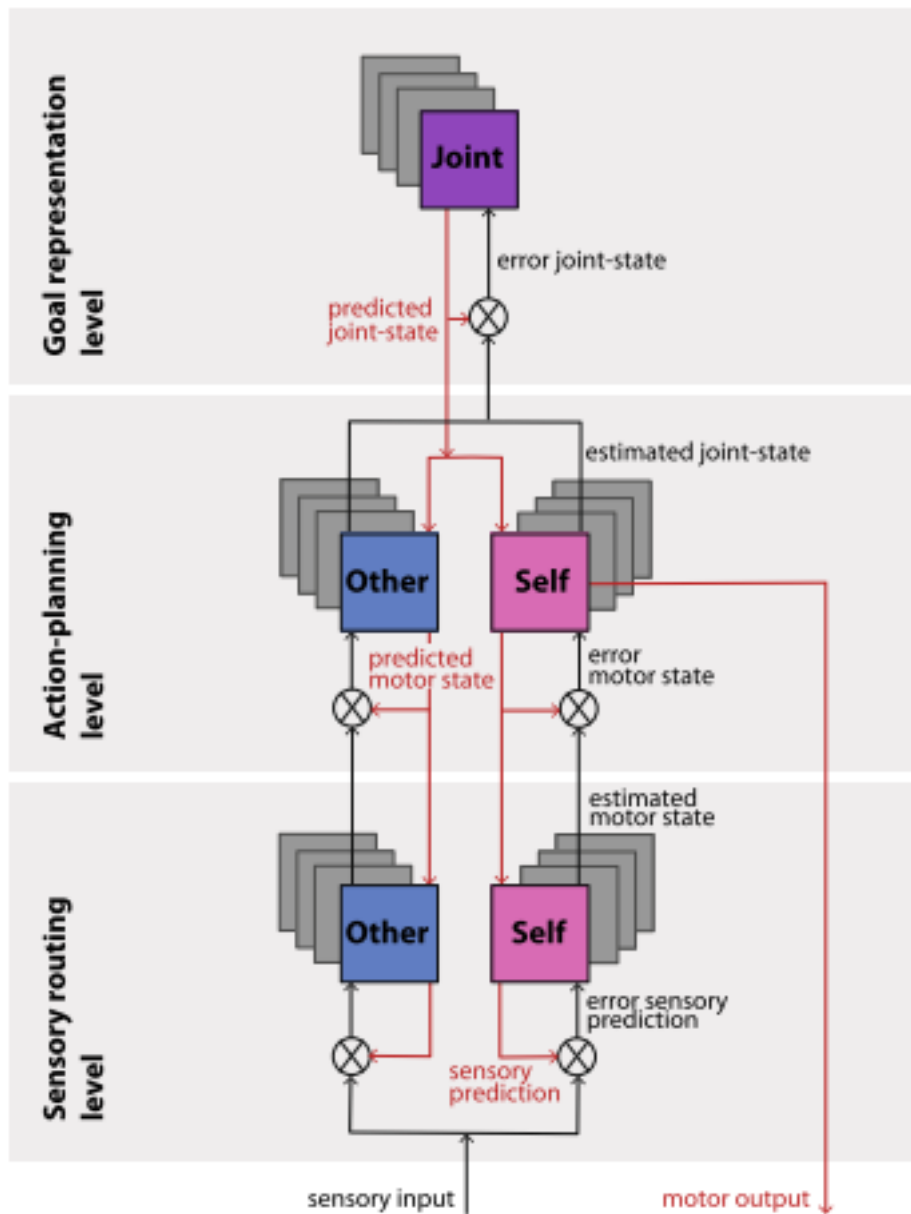 Goal representation
level
Joint
error joint-state
predicted
joint-state
Action-planning
level
estimated joint-state
Other
Self
predicted
motor state
error
motor state
Sensory routing
level
estimated
motor state
Other
Self
error sensory
prediction
sensory
prediction
sensory input
motor output